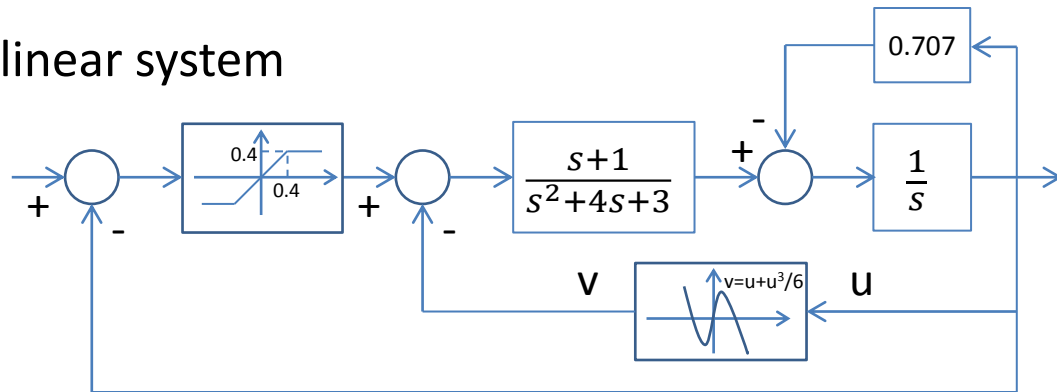 linear system
0.707
-
0.4
0.4
+
-
+
-
s+1
s²+4s+3
+
1
s
v
v=u+u³/6
u